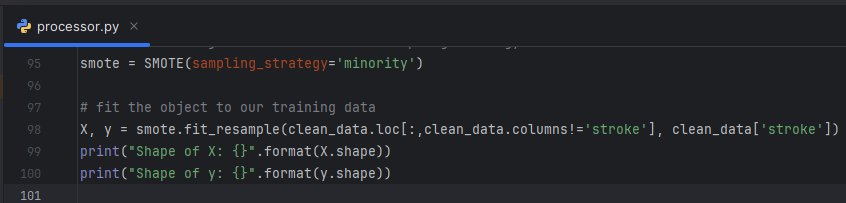 processor.py
95 smote = SMOTE(sampling_strategy='minority')
96
97 # fit the object to our training data
98 X, y = smote.fit_resample(clean_data.loc[:,clean_data.columns!='stroke'], clean_data['stroke'])
99 print("Shape of X: {}".format(X.shape))
100 print("Shape of y: {}".format(y.shape))
101